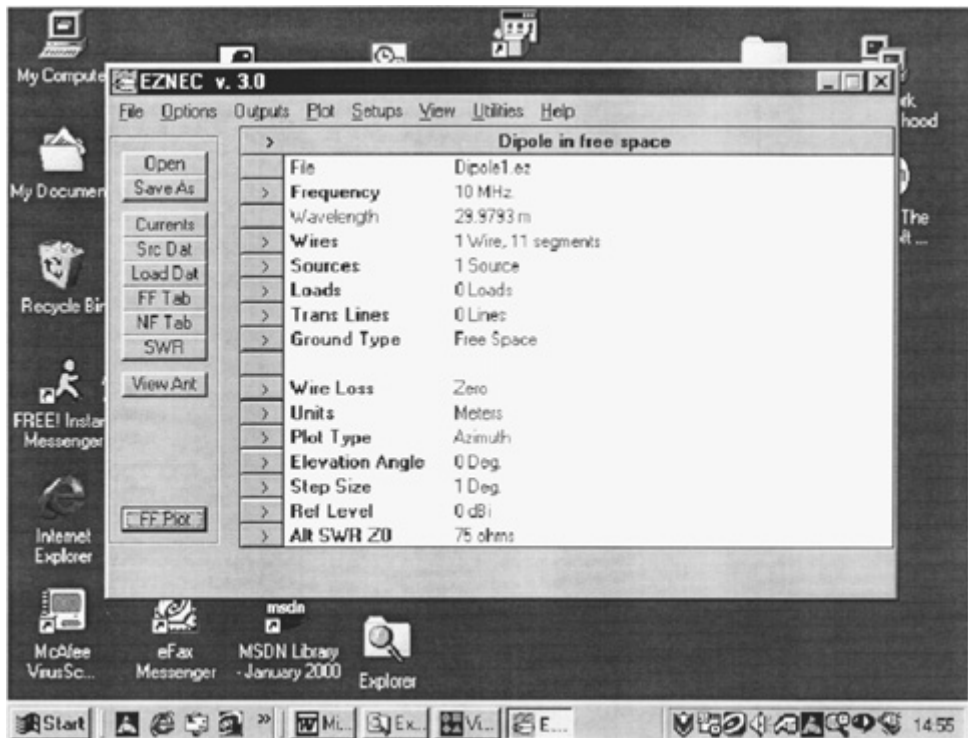 My Compute
EZNEC v. 3.0
File Options Outputs Plot Setups View Utilities Help
hood
> Dipole in free space
Open
Save As
Currents
Src Dat
Load Dat
FF Tab
NF Tab
SWR
View Ant
FF Plot
File Dipole1.ez
> Frequency 10 MHz.
Wavelength 29.9793 m
> Wires 1 Wire, 11 segments
> Sources 1 Source
> Loads 0 Loads
> Trans Lines 0 Lines
> Ground Type Free Space
> Wire Loss Zero
> Units Meters
> Plot Type Azimuth
> Elevation Angle 0 Deg.
> Step Size 1 Deg.
> Ref Level 0 dBi
> Alt SWR Z0 75 ohms
My Documen
Recycle Bin
FREE! Instan
Messenger
Internet
Explorer
The
McAfee
VirusSc...
eFax
Messenger
MSDN Library
- January 2000
msdn
Explorer
Start
»
Mi...
Ex...
Vi...
E...
14:55